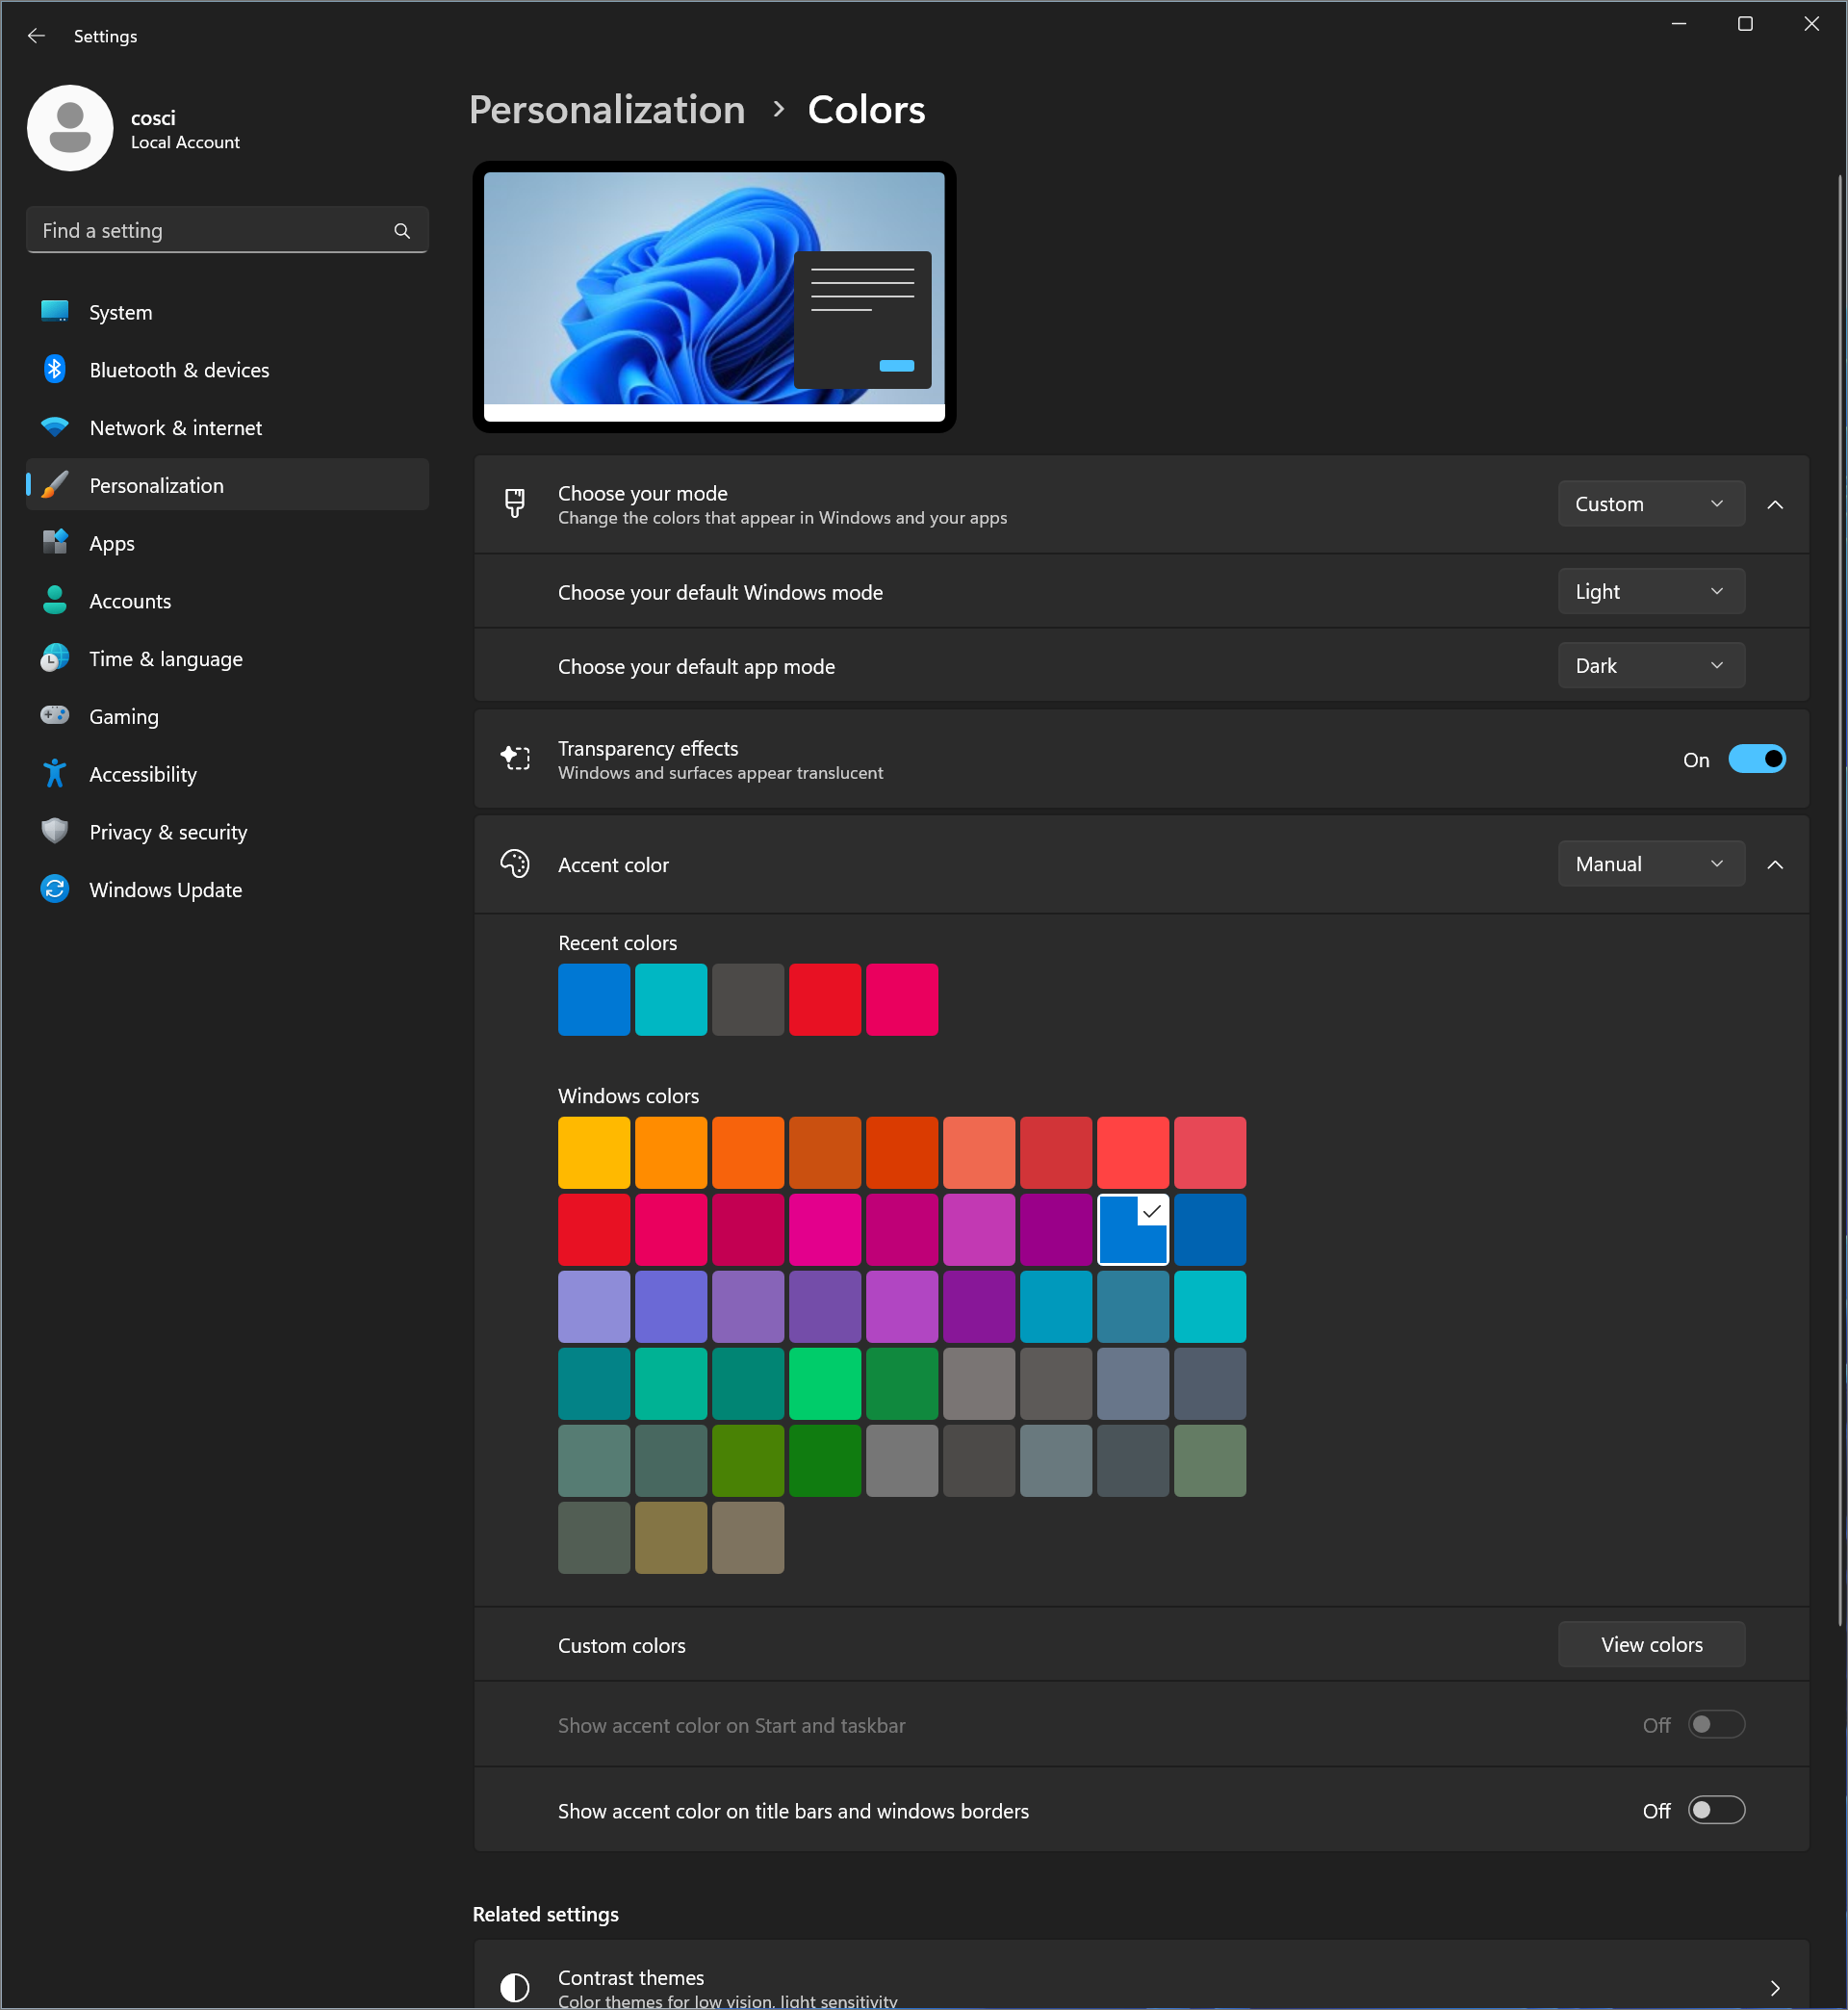 Settings
cosci
Local Account
Find a setting
System
Bluetooth & devices
Network & internet
Personalization
Apps
Accounts
Time & language
Gaming
Accessibility
Privacy & security
Windows Update
Personalization > Colors
Choose your mode
Change the colors that appear in Windows and your apps
Custom
Choose your default Windows mode
Light
Choose your default app mode
Dark
Transparency effects
Windows and surfaces appear translucent
On
Accent color
Manual
Recent colors
Windows colors
Custom colors
View colors
Show accent color on Start and taskbar
Off
Show accent color on title bars and windows borders
Off
Related settings
Contrast themes
Color themes for low vision, light sensitivity